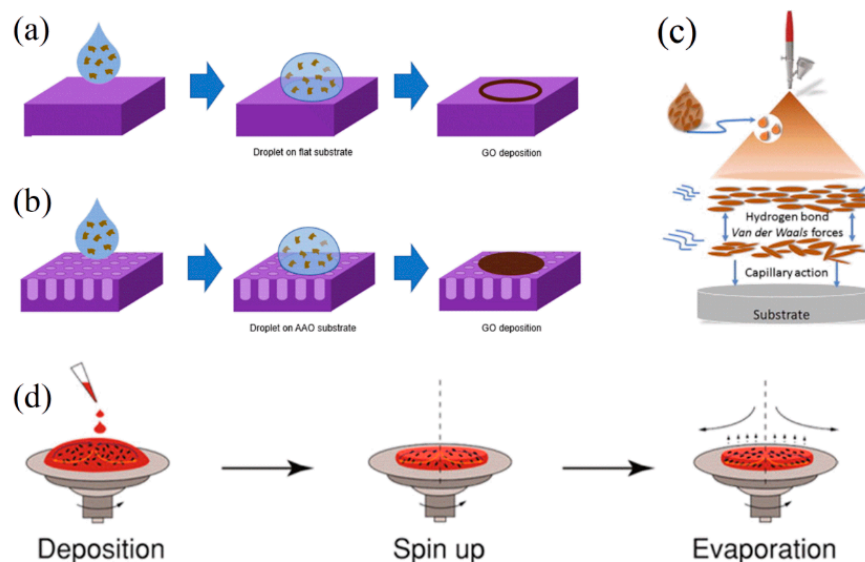 (a)
Droplet on flat substrate
GO deposition
(b)
Droplet on AAO substrate
GO deposition
(c)
Hydrogen bond
Van der Waals forces
Capillary action
Substrate
(d)
Deposition
Spin up
Evaporation